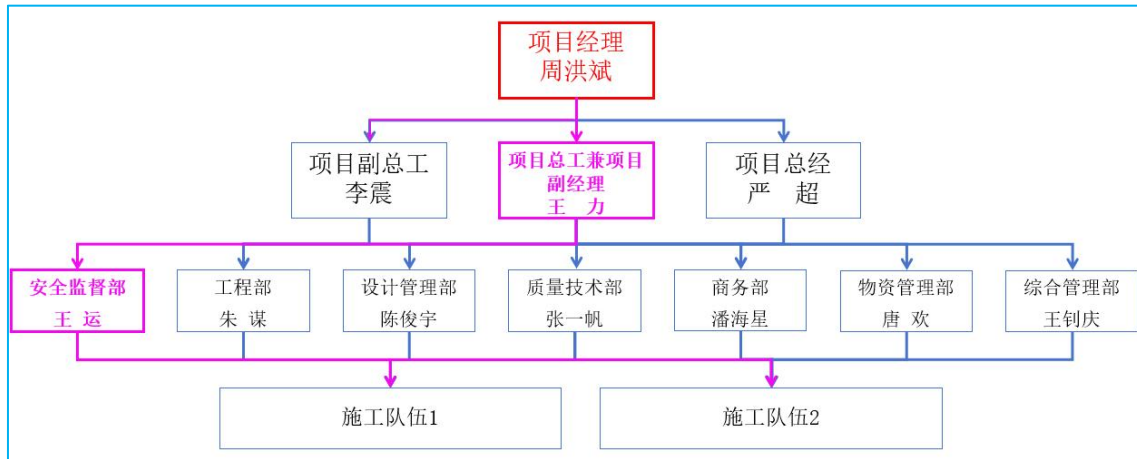 项目经理
周洪斌
项目副总工
李震
项目总工兼项目
副经理
王 力
项目总经
严 超
安全监督部
王 运
工程部
朱 谋
设计管理部
陈俊宇
质量技术部
张一帆
商务部
潘海星
物资管理部
唐 欢
综合管理部
王钊庆
施工队伍1
施工队伍2